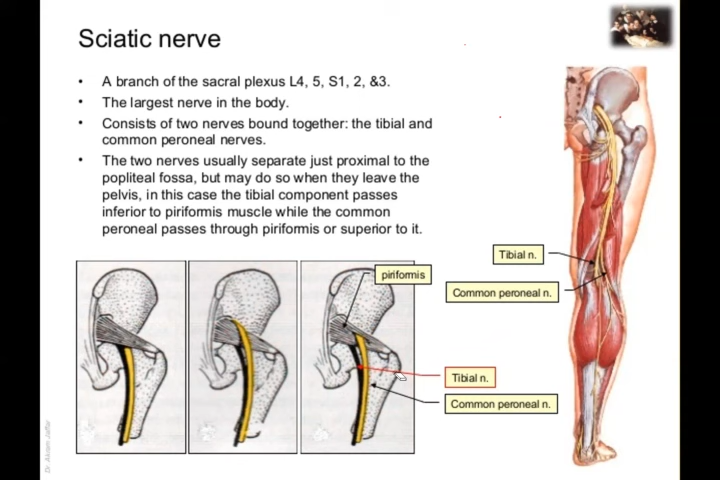 Sciatic nerve
• A branch of the sacral plexus L4, 5, S1, 2, &3.
• The largest nerve in the body.
• Consists of two nerves bound together: the tibial and
common peroneal nerves.
• The two nerves usually separate just proximal to the
popliteal fossa, but may do so when they leave the
pelvis, in this case the tibial component passes
inferior to piriformis muscle while the common
peroneal passes through piriformis or superior to it.
Tibial n.
piriformis
Common peroneal n.
Tibial n.
Common peroneal n.
Dr. Akram Jaffar